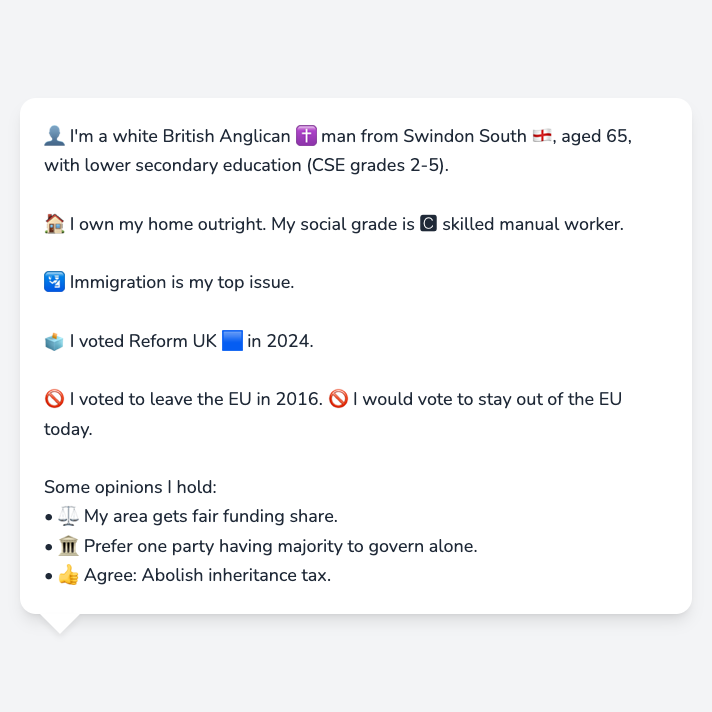 👤 I'm a white British Anglican ✝️ man from Swindon South 🏴󠁧󠁢󠁥󠁮󠁧󠁿, aged 65,
with lower secondary education (CSE grades 2-5).
🏠 I own my home outright. My social grade is 🅲 skilled manual worker.
🛂 Immigration is my top issue.
🗳️ I voted Reform UK 🟦 in 2024.
🚫 I voted to leave the EU in 2016. 🚫 I would vote to stay out of the EU
today.
Some opinions I hold:
• ⚖️ My area gets fair funding share.
• 🏛️ Prefer one party having majority to govern alone.
• 👍 Agree: Abolish inheritance tax.